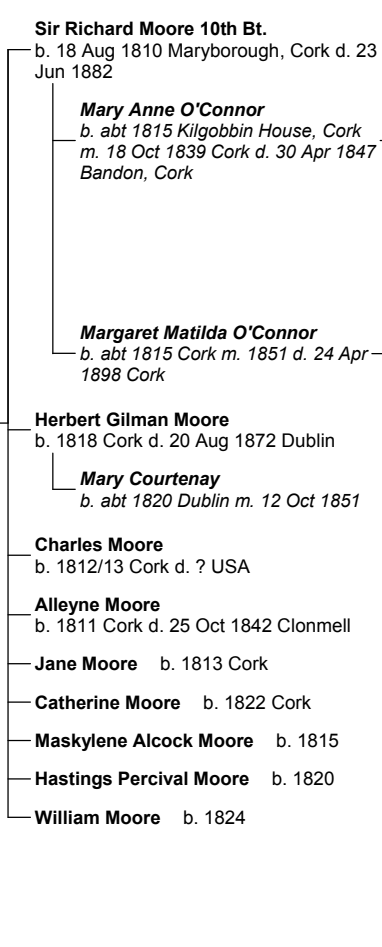 Sir Richard Moore 10th Bt.
b. 18 Aug 1810 Maryborough, Cork d. 23
Jun 1882
Mary Anne O'Connor
b. abt 1815 Kilgobbin House, Cork
m. 18 Oct 1839 Cork d. 30 Apr 1847
Bandon, Cork
Margaret Matilda O'Connor
b. abt 1815 Cork m. 1851 d. 24 Apr
1898 Cork
Herbert Gilman Moore
b. 1818 Cork d. 20 Aug 1872 Dublin
Mary Courtenay
b. abt 1820 Dublin m. 12 Oct 1851
Charles Moore
b. 1812/13 Cork d. ? USA
Alleyne Moore
b. 1811 Cork d. 25 Oct 1842 Clonmell
Jane Moore b. 1813 Cork
Catherine Moore b. 1822 Cork
Maskylene Alcock Moore b. 1815
Hastings Percival Moore b. 1820
William Moore b. 1824